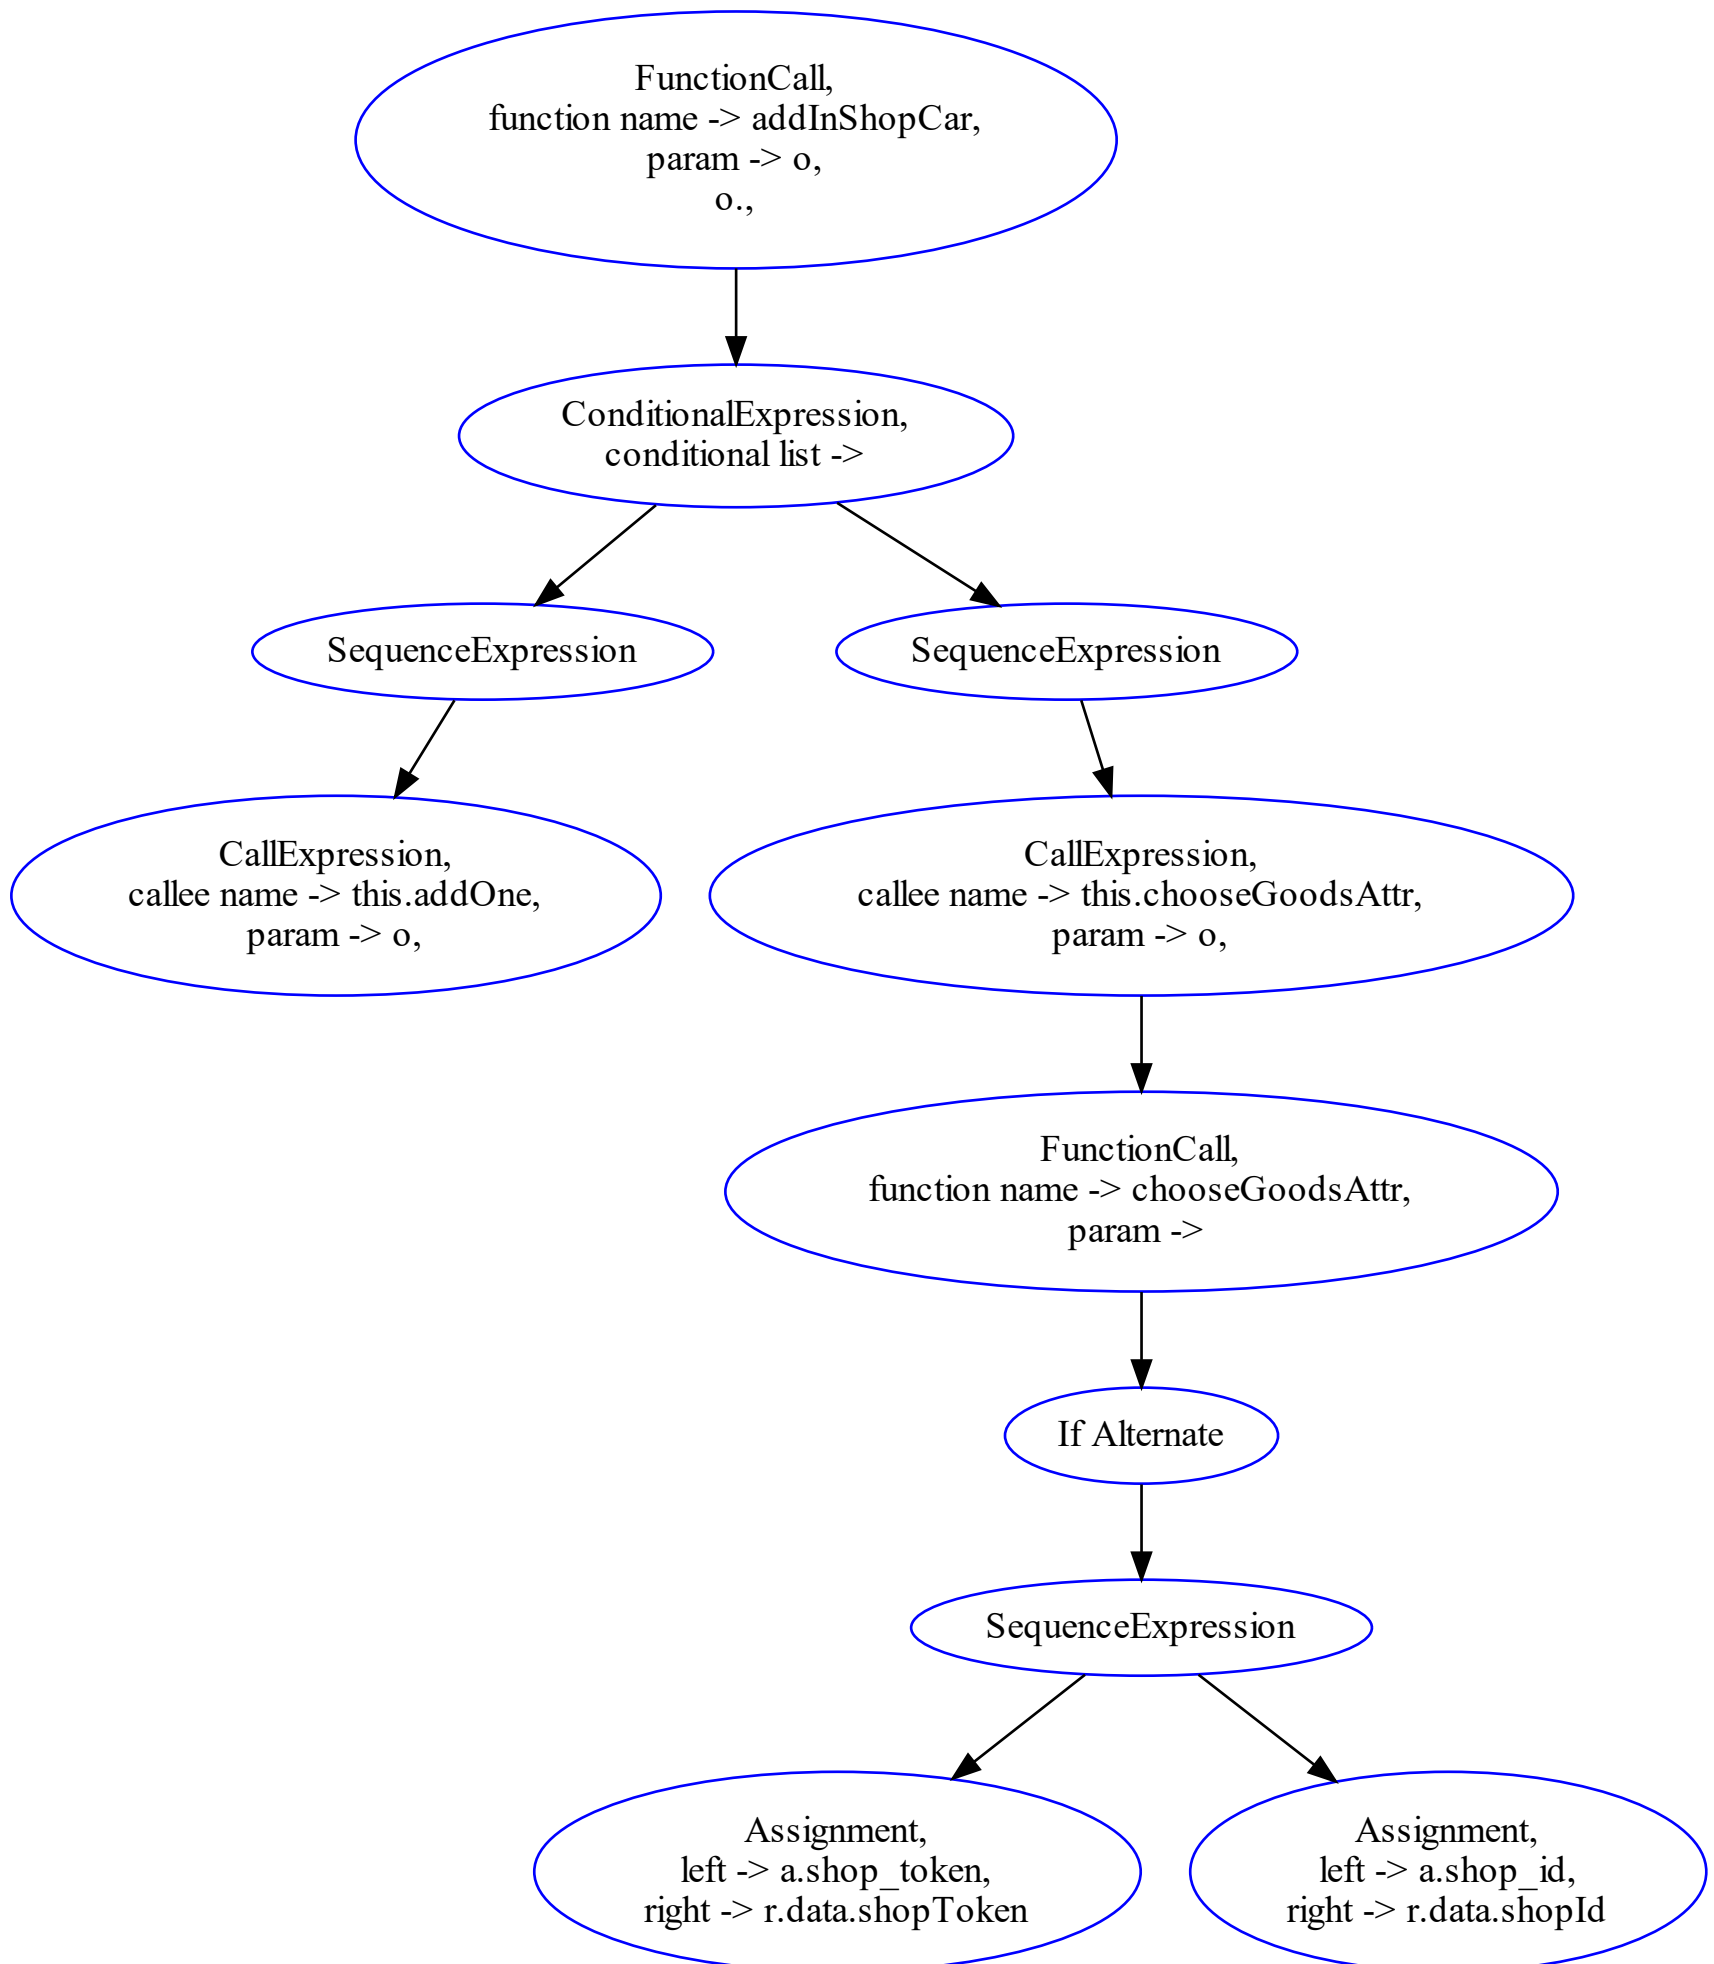 FunctionCall,
function name -> addInShopCar,
param -> o,
o.,
ConditionalExpression,
conditional list ->
SequenceExpression
SequenceExpression
CallExpression,
callee name -> this.addOne,
param -> o,
CallExpression,
callee name -> this.chooseGoodsAttr,
param -> o,
FunctionCall,
function name -> chooseGoodsAttr,
param ->
If Alternate
SequenceExpression
Assignment,
left -> a.shop_token,
right -> r.data.shopToken
Assignment,
left -> a.shop_id,
right -> r.data.shopId